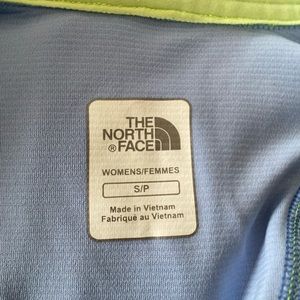 THE
NORTH
® FACE
WOMENS/FEMMES
S/P
Made in Vietnam
Fabriqué au Vietnam